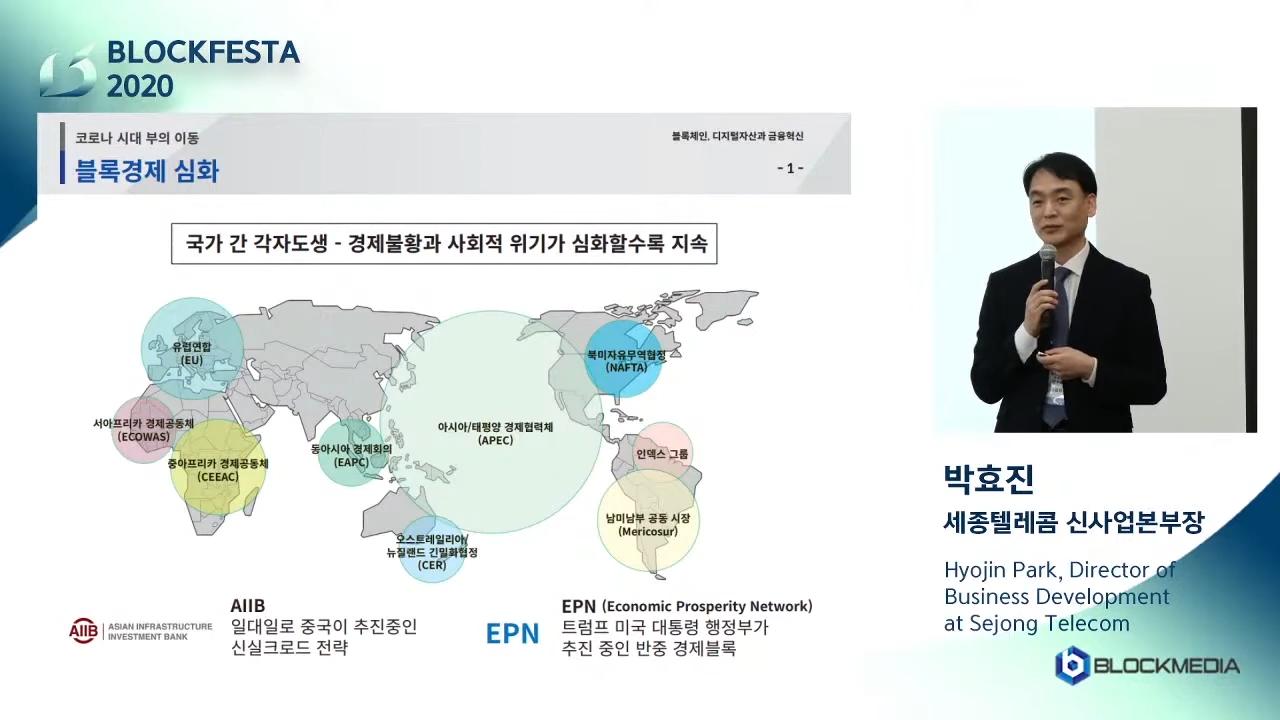 BLOCKFESTA
2020
코로나 시대 부의 이동
블록경제 심화
블록체인, 디지털자산과 금융혁신
- 1 -
국가 간 각자도생 - 경제불황과 사회적 위기가 심화할수록 지속
유럽연합
(EU)
서아프리카 경제공동체
(ECOWAS)
중아프리카 경제공동체
(CEEAC)
동아시아 경제회의
(EAPC)
아시아/태평양 경제협력체
(APEC)
오스트레일리아/
뉴질랜드 긴밀화협정
(CER)
북미자유무역협정
(NAFTA)
인덱스 그룹
남미남부 공동 시장
(Mericosur)
AIIB
ASIAN INFRASTRUCTURE
INVESTMENT BANK
AIIB
일대일로 중국이 추진중인
신실크로드 전략
EPN
EPN (Economic Prosperity Network)
트럼프 미국 대통령 행정부가
추진 중인 반중 경제블록
박효진
세종텔레콤 신사업본부장
Hyojin Park, Director of
Business Development
at Sejong Telecom
BLOCKMEDIA